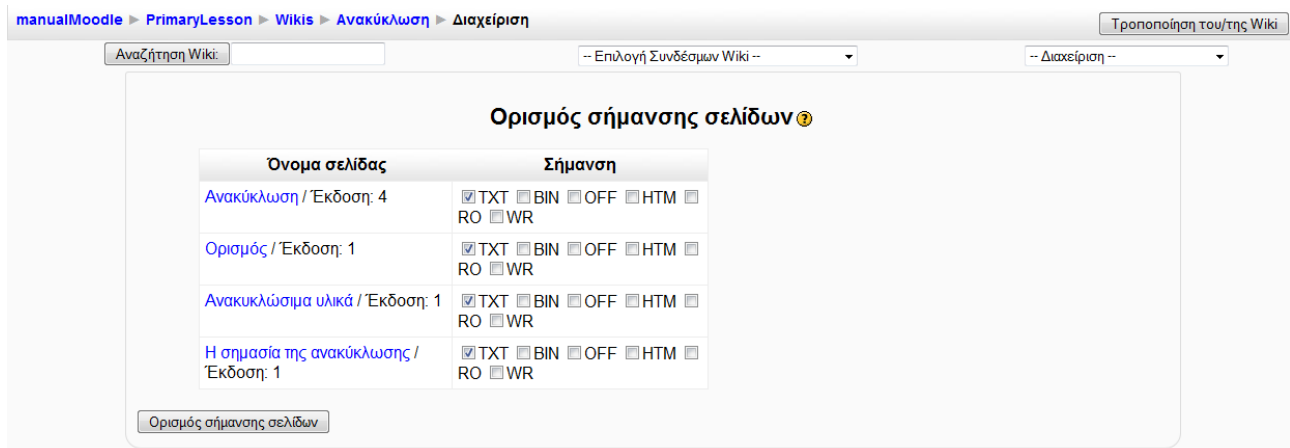 manualMoodle ► PrimaryLesson ► Wikis ► Ανακύκλωση ► Διαχείριση
Τροποποίηση του/της Wiki
Αναζήτηση Wiki:
-- Επιλογή Συνδέσμων Wiki --
-- Διαχείριση --
Ορισμός σήμανσης σελίδων
Όνομα σελίδας Σήμανση
Ανακύκλωση / Έκδοση: 4 TXT BIN OFF HTM
RO WR
Ορισμός / Έκδοση: 1 TXT BIN OFF HTM
RO WR
Ανακυκλώσιμα υλικά / Έκδοση: 1 TXT BIN OFF HTM
RO WR
Η σημασία της ανακύκλωσης / TXT BIN OFF HTM
Έκδοση: 1 RO WR
Ορισμός σήμανσης σελίδων